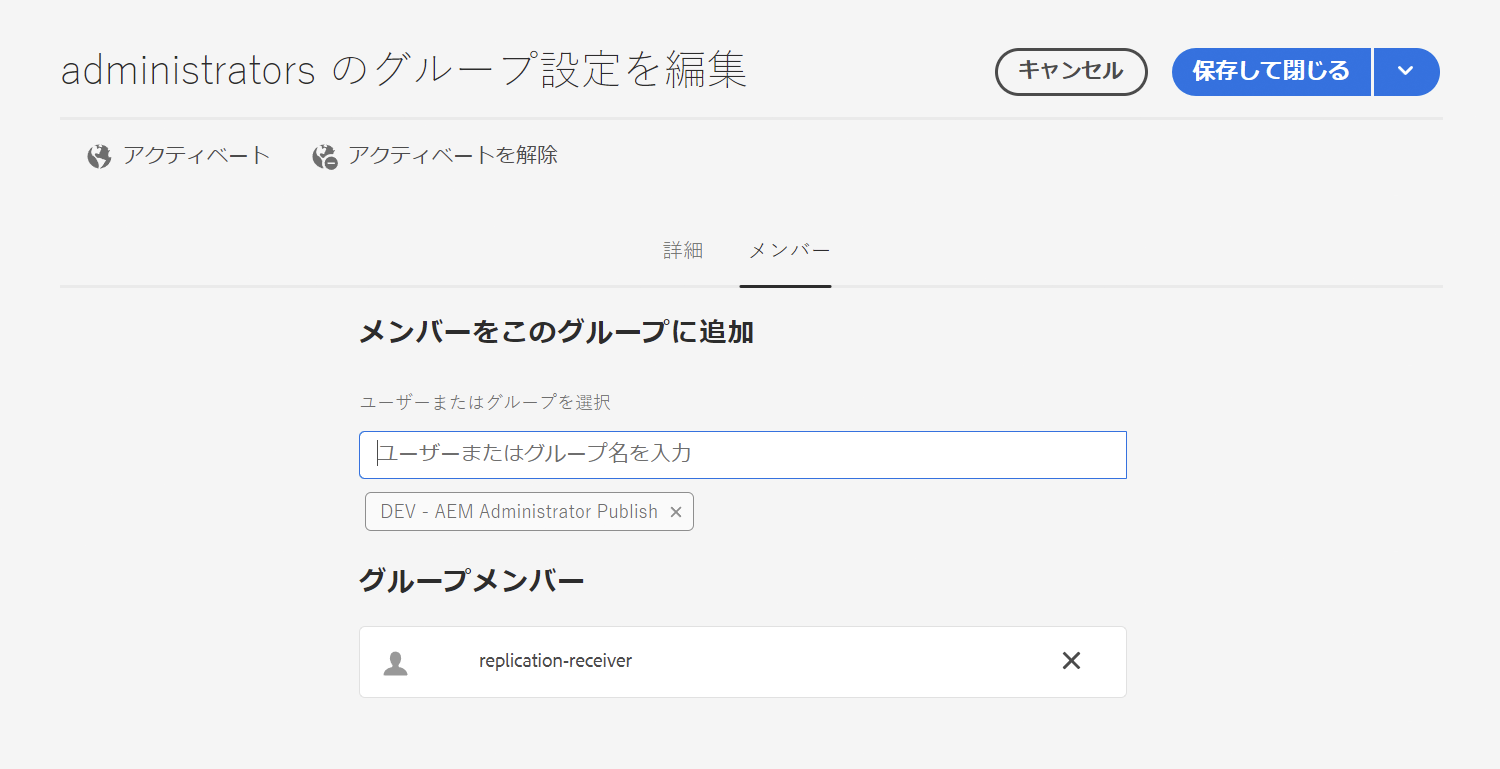 administrators のグループ設定を編集
キャンセル
保存して閉じる
アクティベート
アクティベートを解除
詳細
メンバー
メンバーをこのグループに追加
ユーザーまたはグループを選択
ユーザーまたはグループ名を入力
DEV - AEM Administrator Publish
グループメンバー
replication-receiver